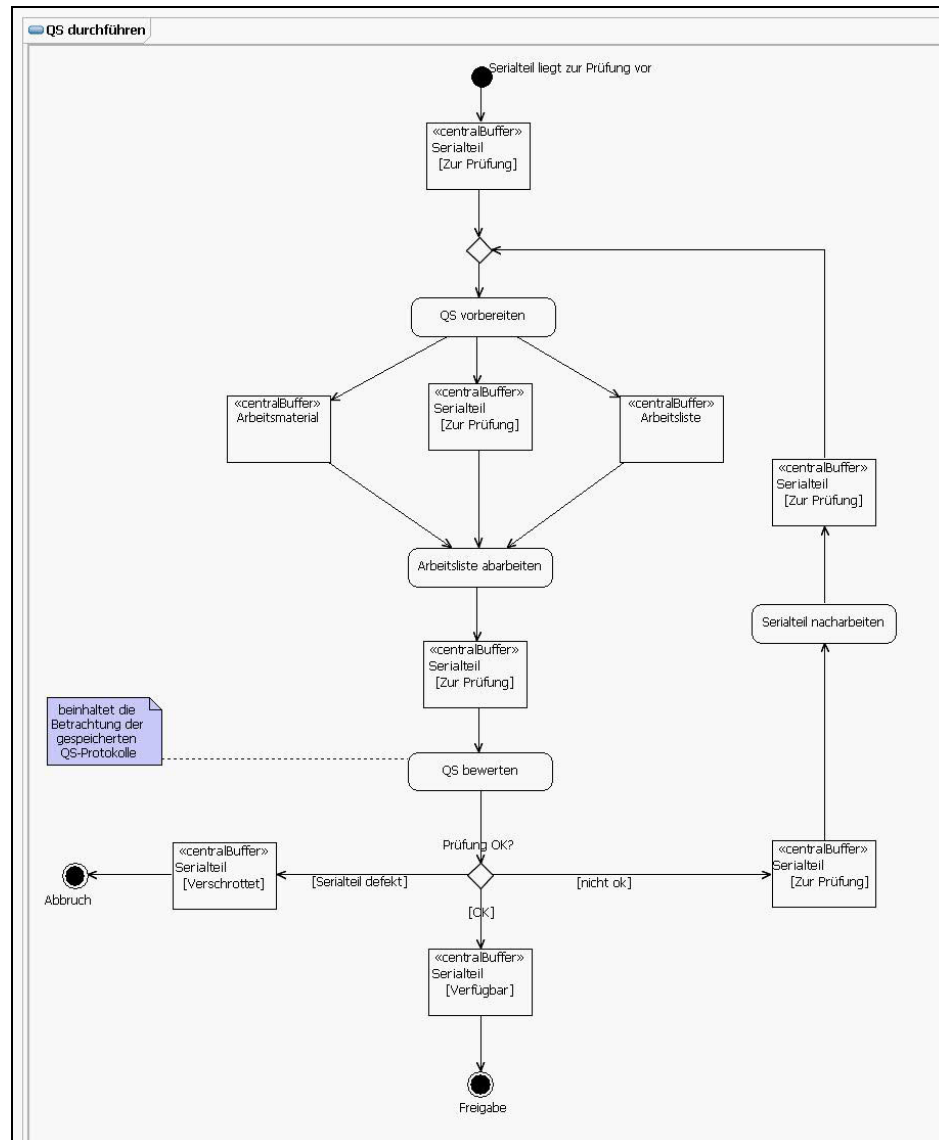 QS durchführen
Serialteil liegt zur Prüfung vor
«centralBuffer»
Serialteil
[Zur Prüfung]
QS vorbereiten
«centralBuffer»
Arbeitsmaterial
«centralBuffer»
Serialteil
[Zur Prüfung]
«centralBuffer»
Arbeitsliste
«centralBuffer»
Serialteil
[Zur Prüfung]
Arbeitsliste abarbeiten
Serialteil nacharbeiten
«centralBuffer»
Serialteil
[Zur Prüfung]
beinhaltet die
Betrachtung der
gespeicherten
QS-Protokolle
QS bewerten
Prüfung OK?
«centralBuffer»
Serialteil
[Verschrottet]
Abbruch
[Serialteil defekt]
[nicht ok]
«centralBuffer»
Serialteil
[Zur Prüfung]
[OK]
«centralBuffer»
Serialteil
[Verfügbar]
Freigabe